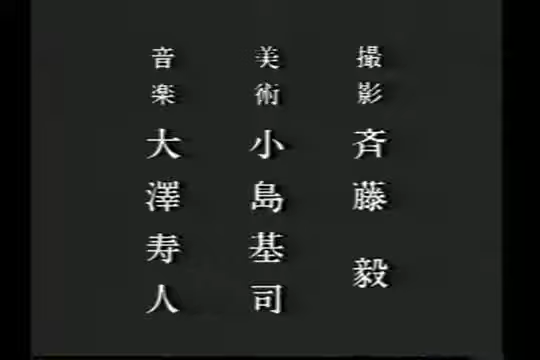 撮影 斉藤 毅
美術 小島基司
音楽 大澤寿人